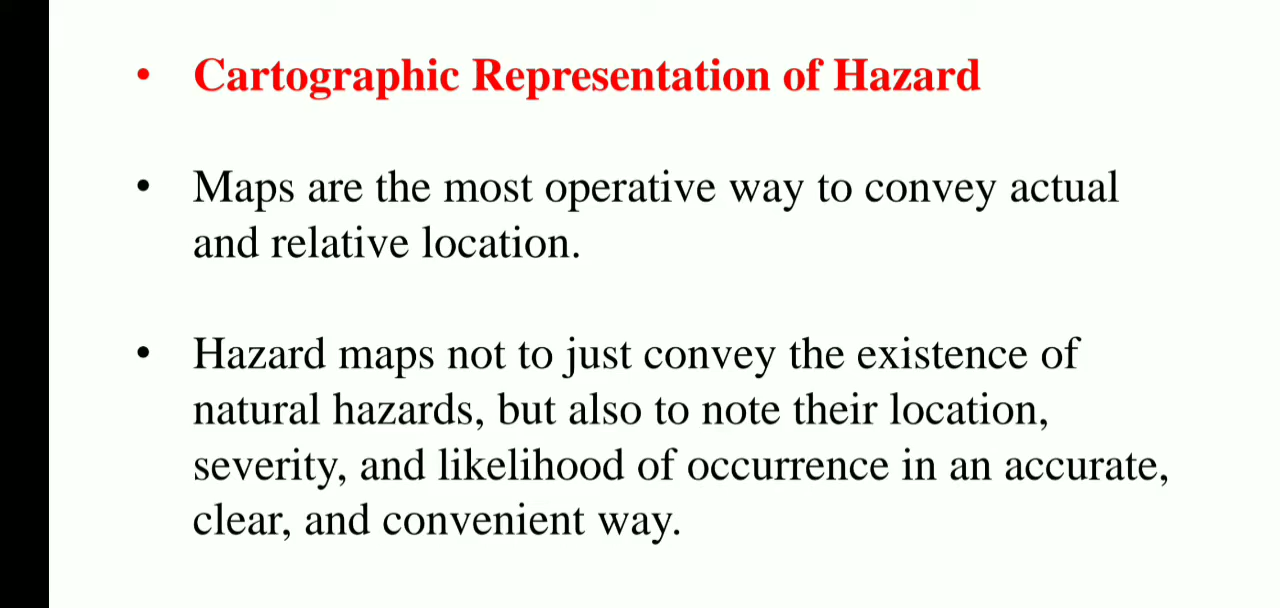 • Cartographic Representation of Hazard
• Maps are the most operative way to convey actual
and relative location.
• Hazard maps not to just convey the existence of
natural hazards, but also to note their location,
severity, and likelihood of occurrence in an accurate,
clear, and convenient way.